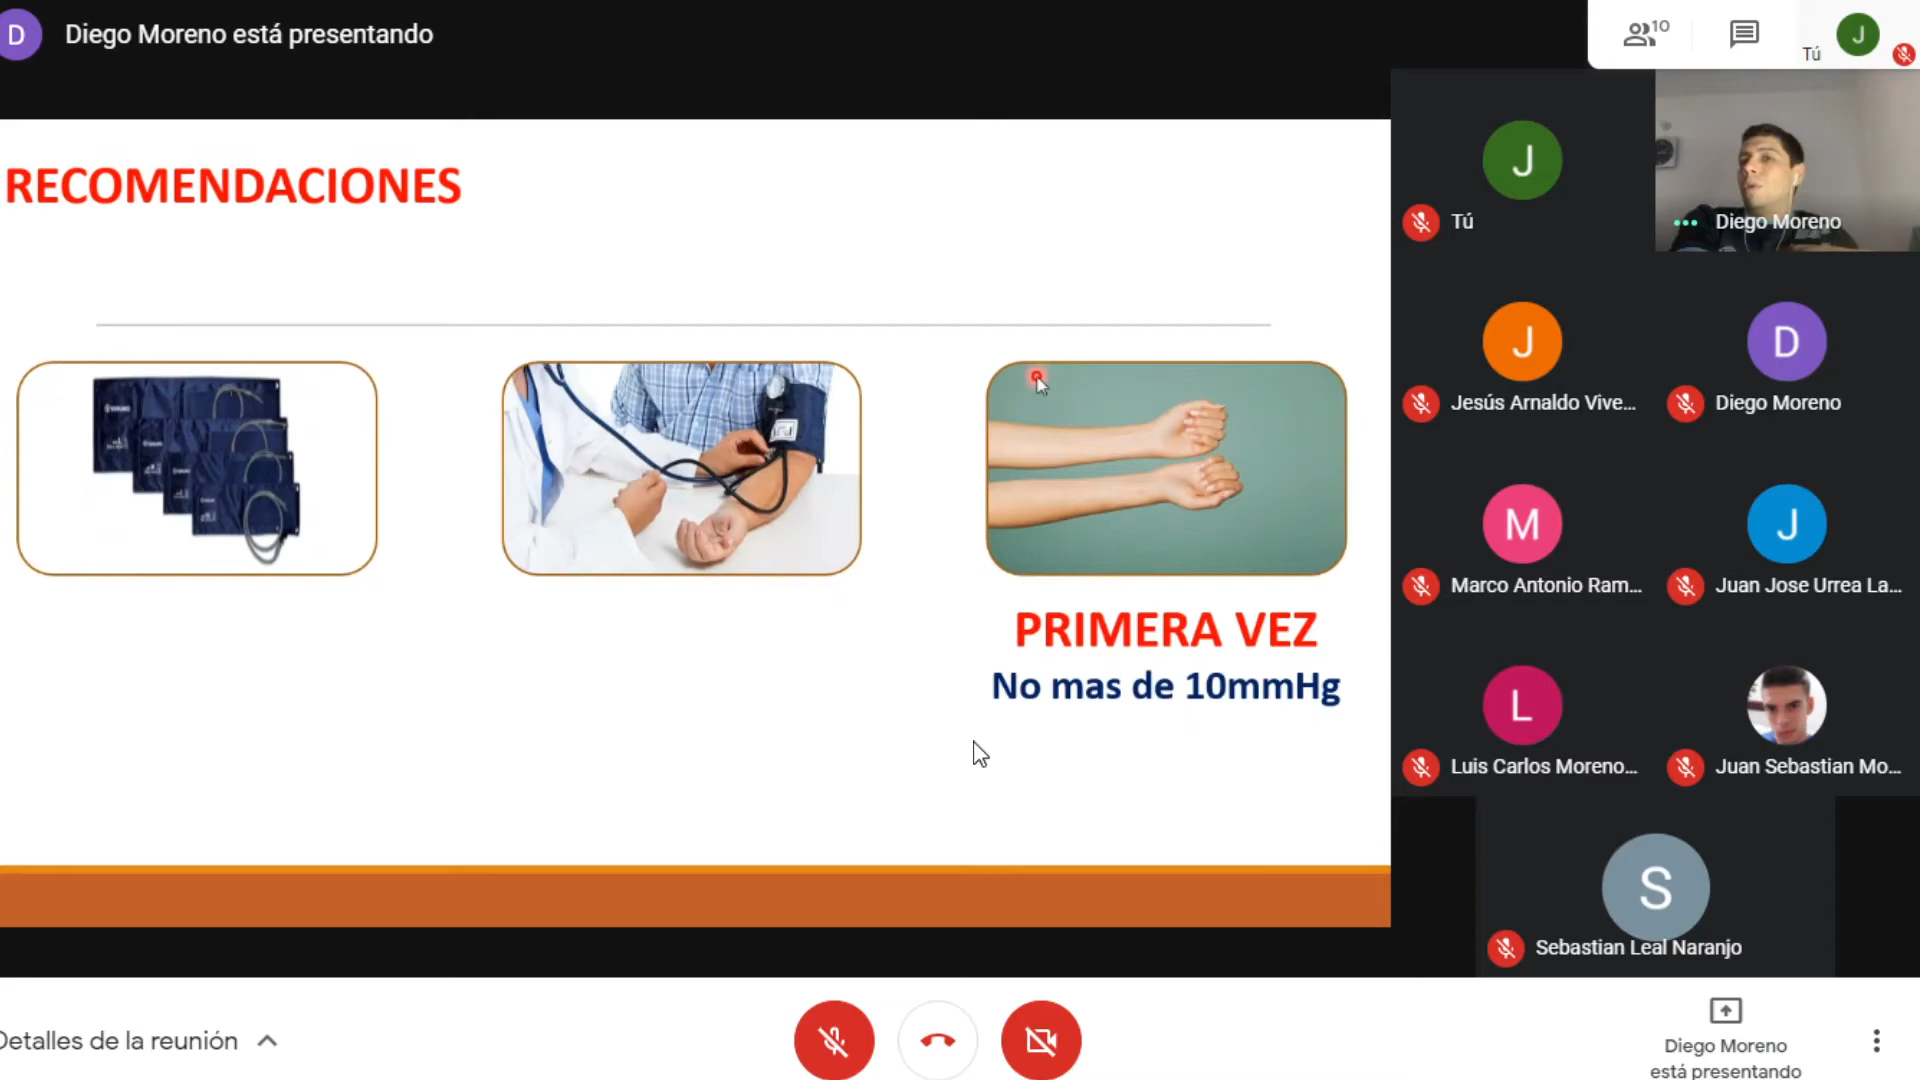 D
Diego Moreno está presentando
10
Tú
J
RECOMENDACIONES
PRIMERA VEZ
No mas de 10mmHg
J
Tú
Diego Moreno
J
Jesús Arnaldo Vive...
D
Diego Moreno
M
Marco Antonio Ram...
J
Juan Jose Urrea La...
L
Luis Carlos Moreno...
Juan Sebastian Mo...
S
Sebastian Leal Naranjo
Detalles de la reunión
Diego Moreno
está presentando